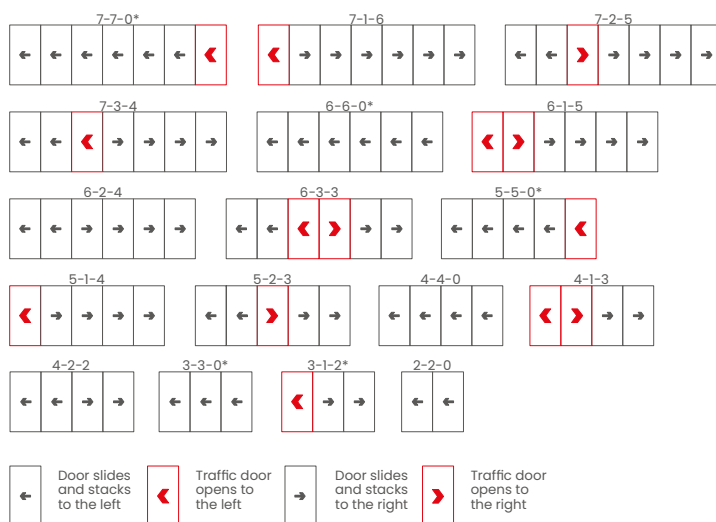 7-7-0*
7-1-6
7-2-5
7-3-4
6-6-0*
6-1-5
6-2-4
6-3-3
5-5-0*
5-1-4
5-2-3
4-4-0
4-1-3
4-2-2
3-3-0*
3-1-2*
2-2-0
Door slides
and stacks
to the left
Traffic door
opens to
the left
Door slides
and stacks
to the right
Traffic door
opens to
the right